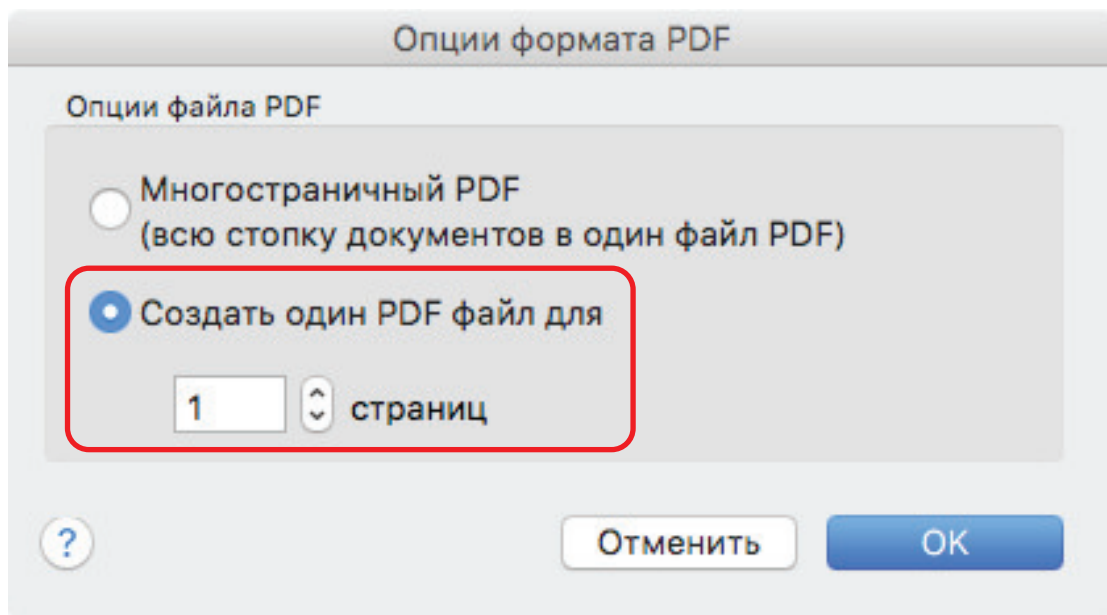 Опции формата PDF
Опции файла PDF
Многостраничный PDF
(всю стопку документов в один файл PDF)
Создать один PDF файл для
1 страниц
?
Отменить OK